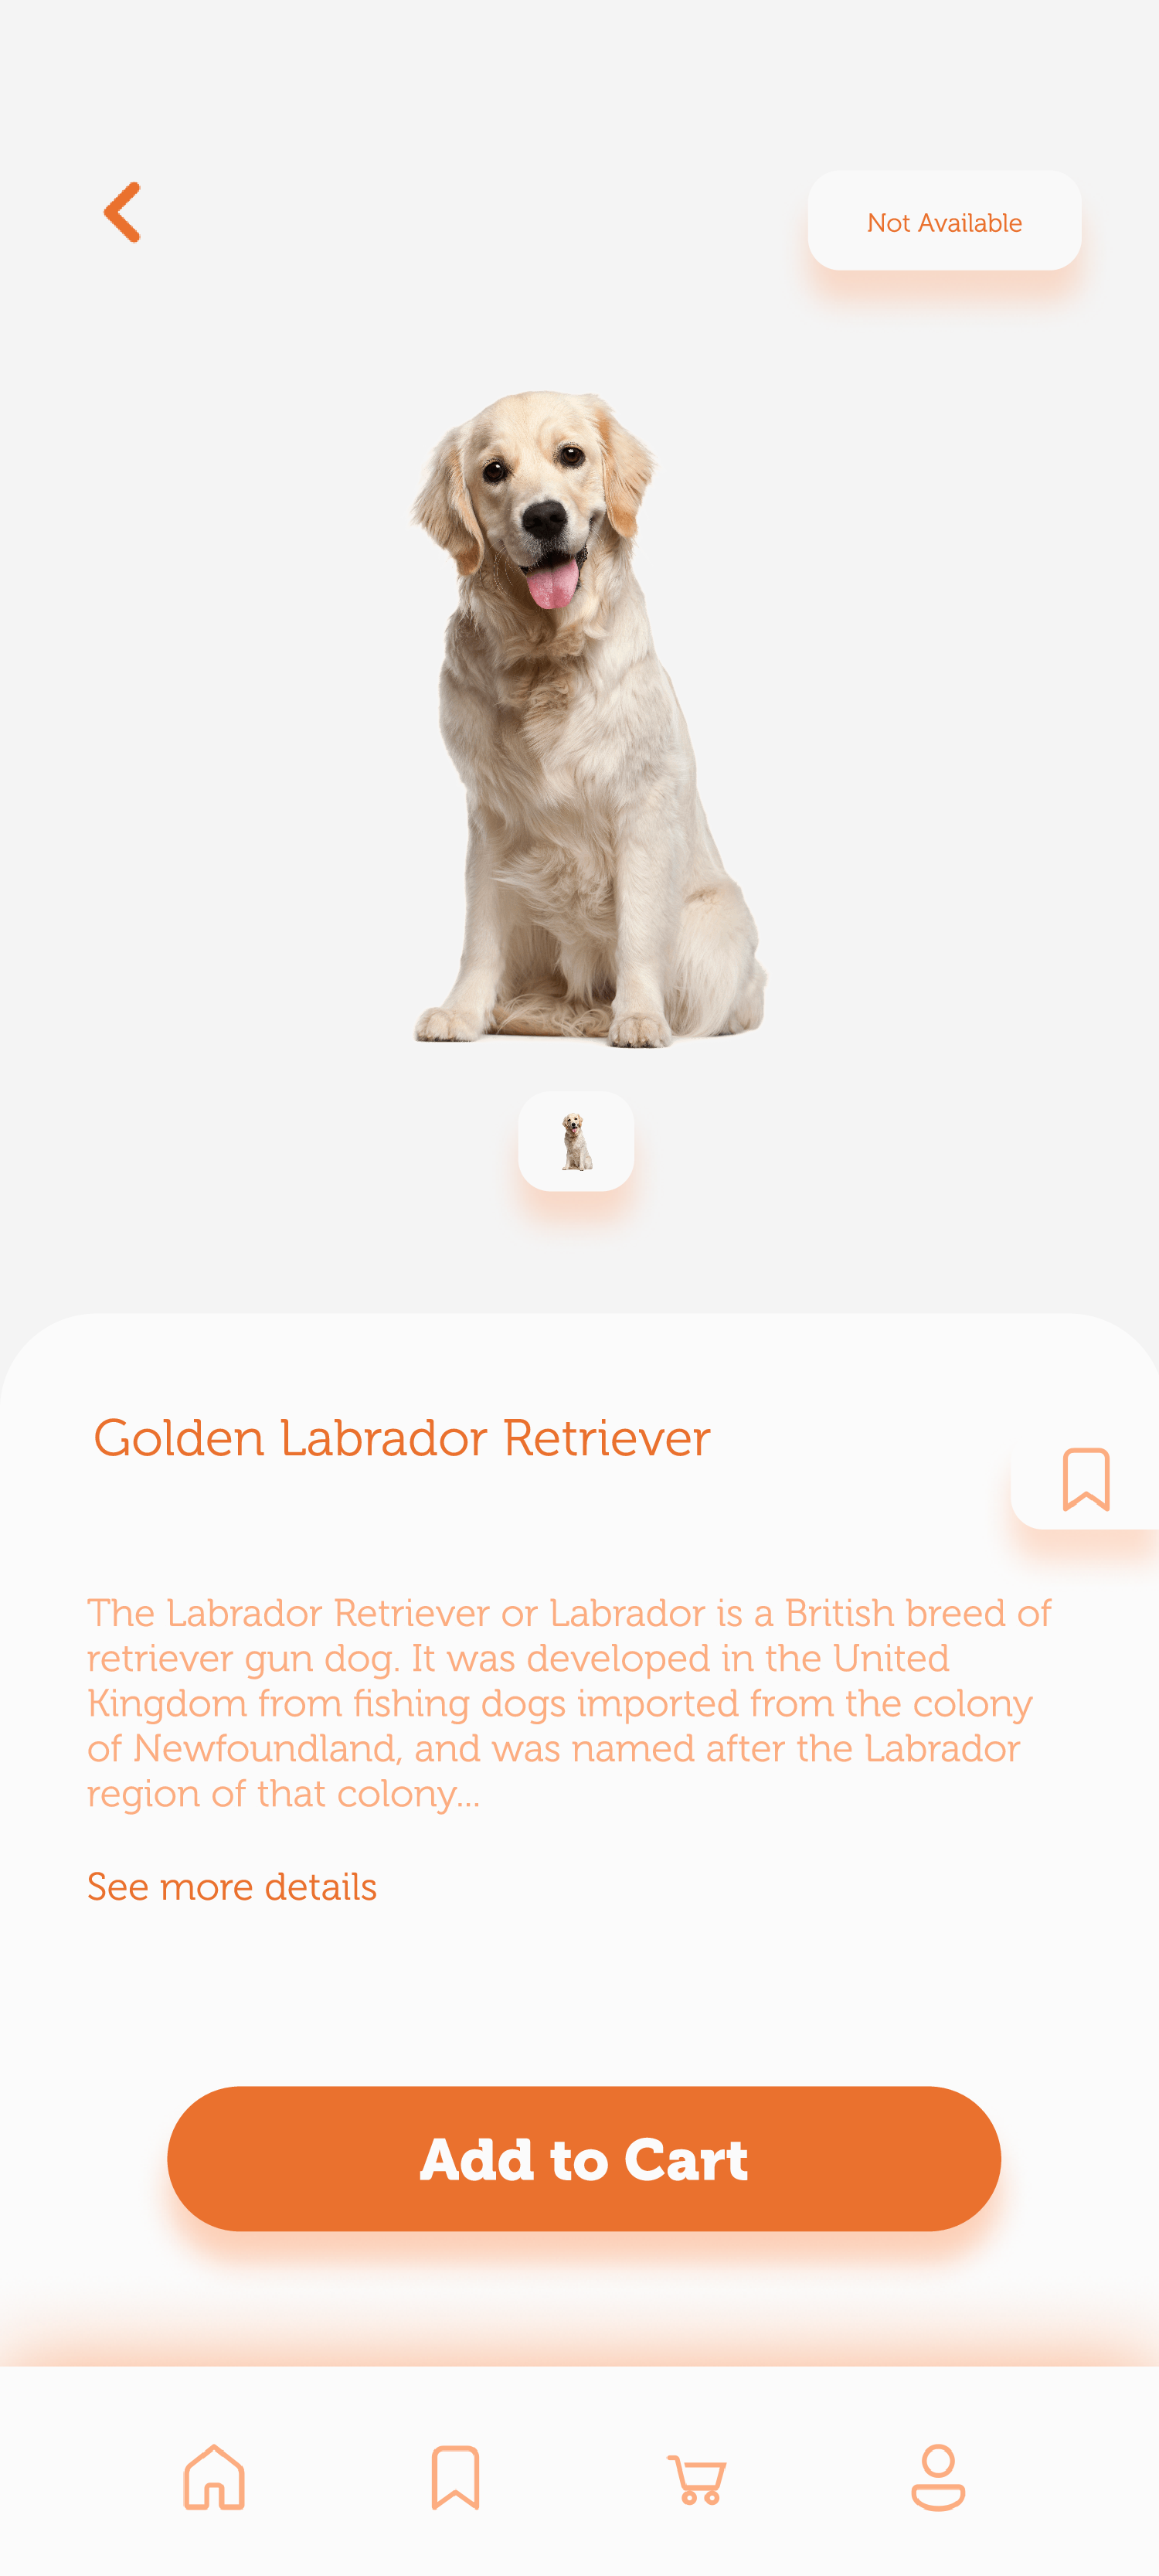 Not Available
Golden Labrador Retriever
The Labrador Retriever or Labrador is a British breed of
retriever gun dog. It was developed in the United
Kingdom from fishing dogs imported from the colony
of Newfoundland, and was named after the Labrador
region of that colony...
See more details
Add to Cart